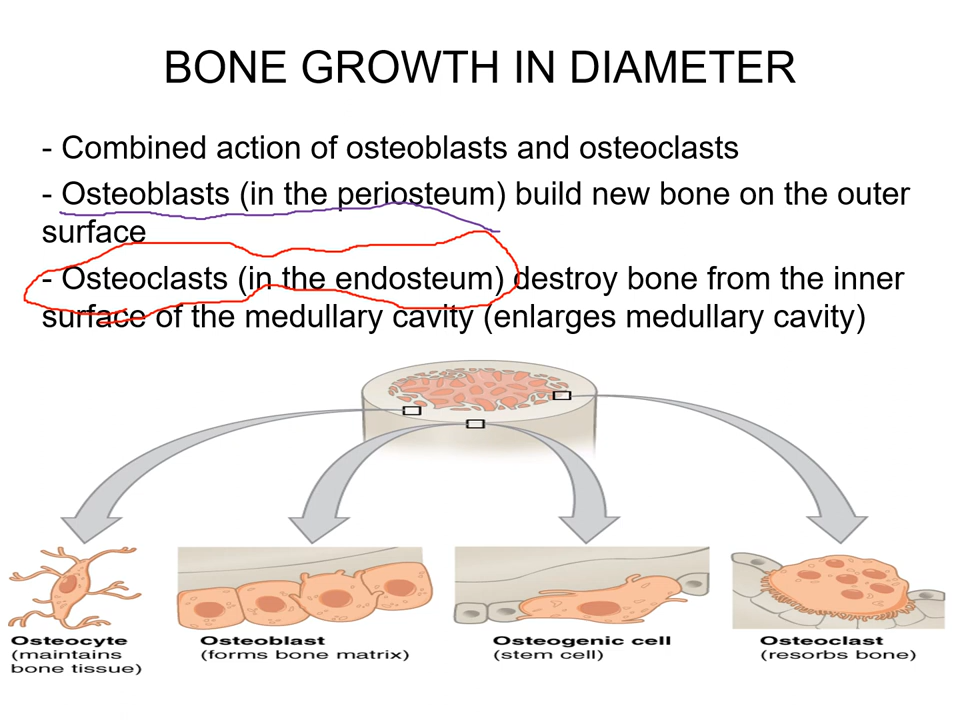 BONE GROWTH IN DIAMETER
- Combined action of osteoblasts and osteoclasts
- Osteoblasts (in the periosteum) build new bone on the outer
surface
- Osteoclasts (in the endosteum) destroy bone from the inner
surface of the medullary cavity (enlarges medullary cavity)
Osteocyte
(maintains
bone tissue)
Osteoblast
(forms bone matrix)
Osteogenic cell
(stem cell)
Osteoclast
(resorbs bone)